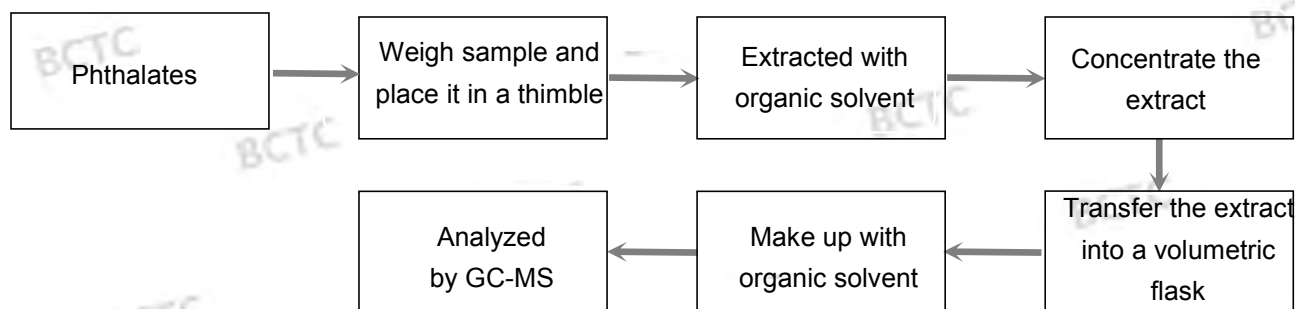 BCTC
BC
Phthalates
Weigh sample and
place it in a thimble
Extracted with
organic solvent
Concentrate the
extract
BCTC
BCTC
BCTC
Transfer the extract
into a volumetric
flask
Make up with
organic solvent
Analyzed
by GC-MS